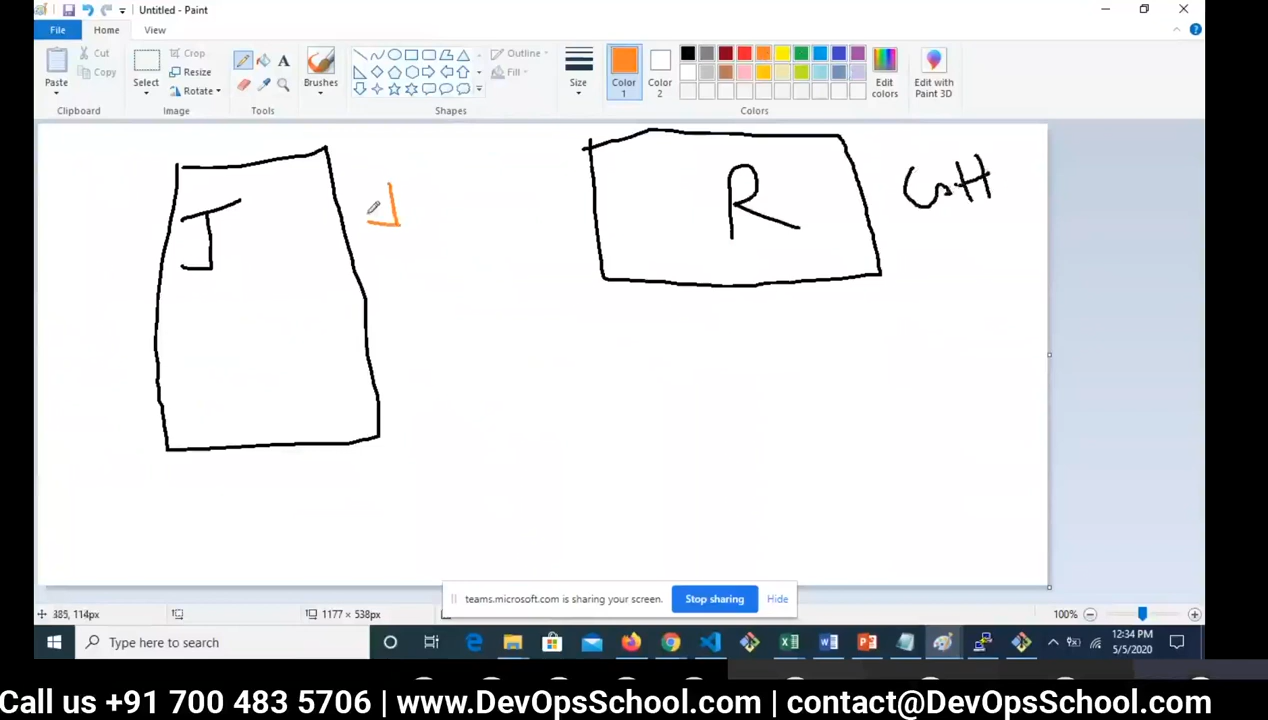 Untitled - Paint
File
Home
View
Cut
Copy
Paste
Clipboard
Select
Crop
Resize
Rotate
Image
Tools
Brushes
Outline
Fill
Shapes
Size
Color 1
Color 2
Edit colors
Colors
Edit with Paint 3D
J
R
GH
teams.microsoft.com is sharing your screen.
Stop sharing
Hide
385, 114px
1177 × 538px
100%
Type here to search
12:34 PM
5/5/2020
Call us +91 700 483 5706 | www.DevOpsSchool.com | contact@DevOpsSchool.com